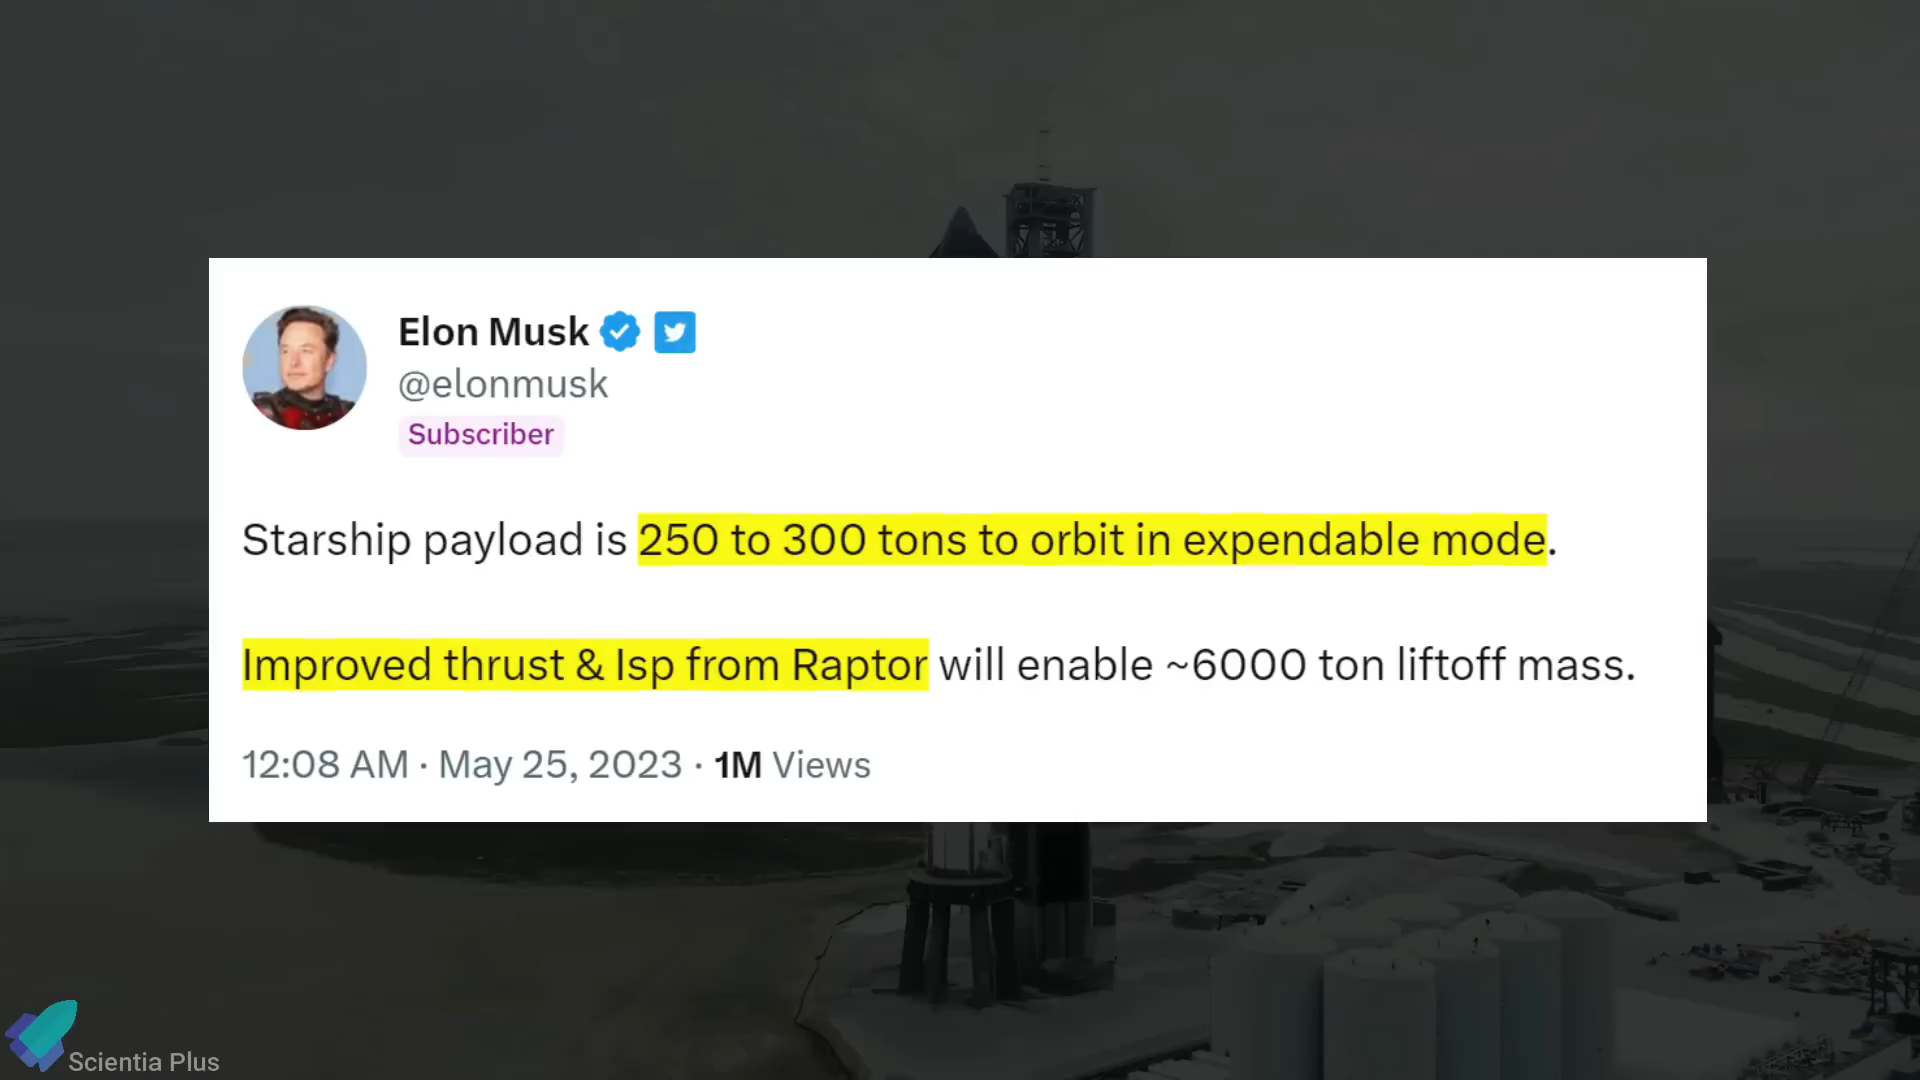 Elon Musk
@elonmusk
Subscriber
Starship payload is 250 to 300 tons to orbit in expendable mode.
Improved thrust & Isp from Raptor will enable ~6000 ton liftoff mass.
12:08 AM · May 25, 2023 · 1M Views
Scientia Plus